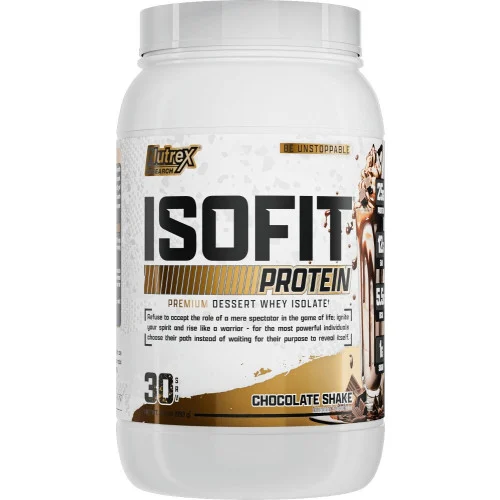 Nutrex
BE UNSTOPPABLE
ISOFIT
PROTEIN
PREMIUM DESSERT WHEY ISOLATE
Refuse to accept the role of a mere spectator in the game of life: ignite
your spirit and rise like a warrior - for the most powerful individuals
choose their path instead of waiting for their purpose to reveal itself.
30
CHOCOLATE SHAKE